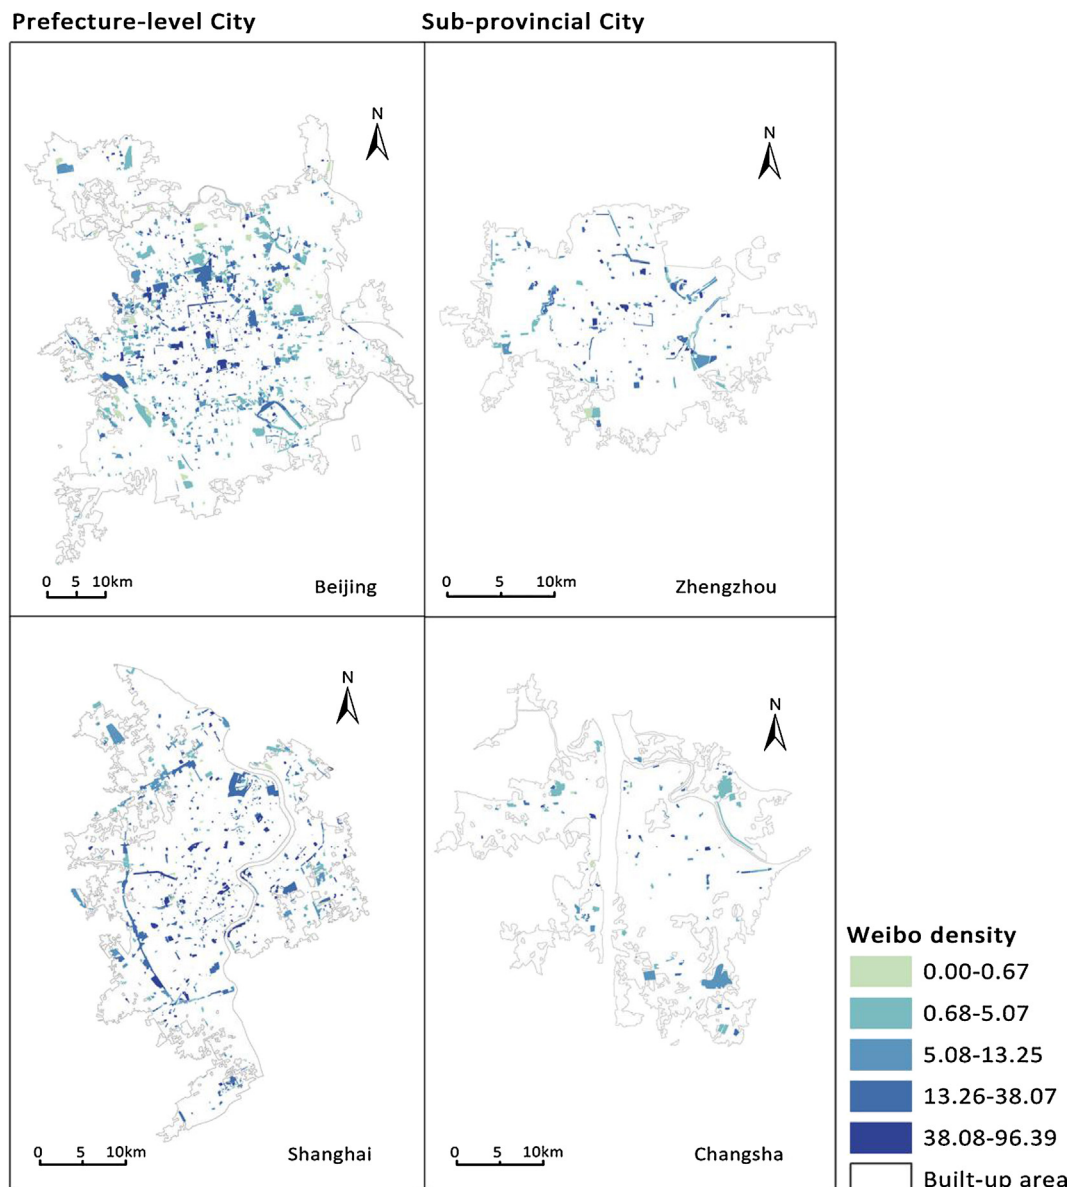 Prefecture-level City
Sub-provincial City
N
N
0 5 10km
Beijing
0 5 10km
Zhengzhou
N
N
0 5 10km
Shanghai
0 5 10km
Changsha
Weibo density
0.00-0.67
0.68-5.07
5.08-13.25
13.26-38.07
38.08-96.39
Built-up area